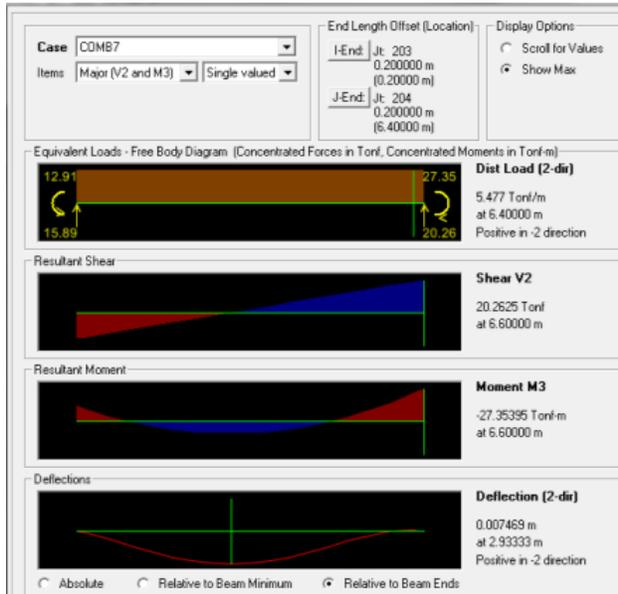 Case COMB7
Items Major (V2 and M3) Single valued
End Length Offset (Location)
I-End: Jt: 203
0.200000 m
(0.20000 m)
J-End: Jt: 204
0.200000 m
(6.40000 m)
Display Options
Scroll for Values
Show Max
Equivalent Loads - Free Body Diagram (Concentrated Forces in Tonf, Concentrated Moments in Tonf-m)
12.91 27.35
15.89 20.26
Dist Load (2-dir)
5.477 Tonf/m
at 6.40000 m
Positive in -2 direction
Resultant Shear
Shear V2
20.2625 Tonf
at 6.60000 m
Resultant Moment
Moment M3
-27.35395 Tonf-m
at 6.60000 m
Deflections
Deflection (2-dir)
0.007469 m
at 2.93333 m
Positive in -2 direction
Absolute Relative to Beam Minimum Relative to Beam Ends